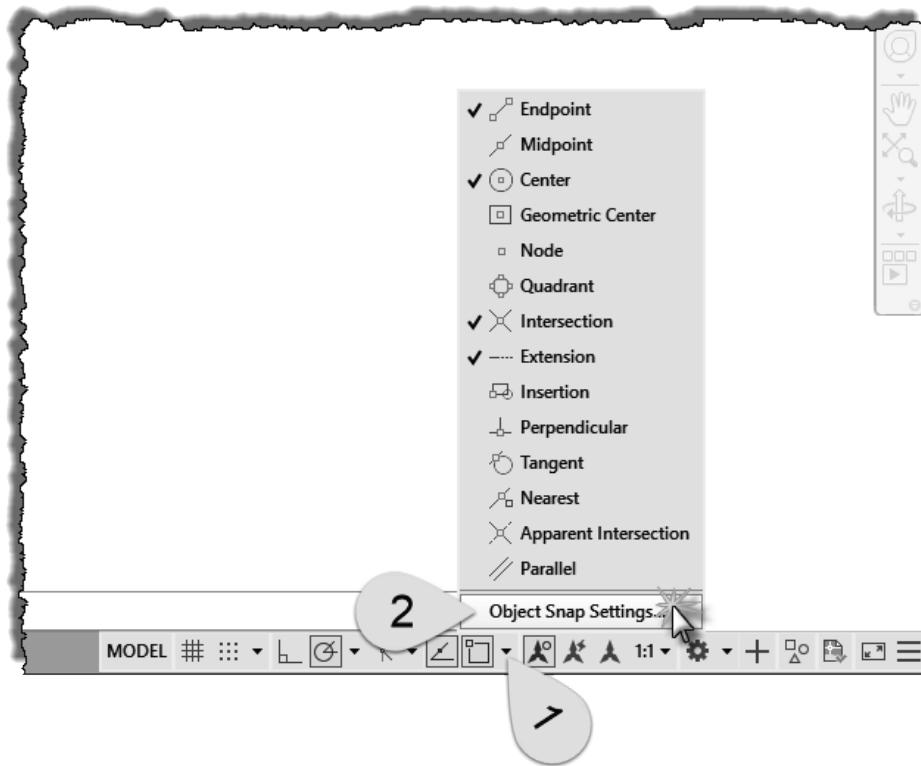 Endpoint
Midpoint
Center
Geometric Center
Node
Quadrant
Intersection
Extension
Insertion
Perpendicular
Tangent
Nearest
Apparent Intersection
Parallel
2 Object Snap Settings...
MODEL 1:1
1